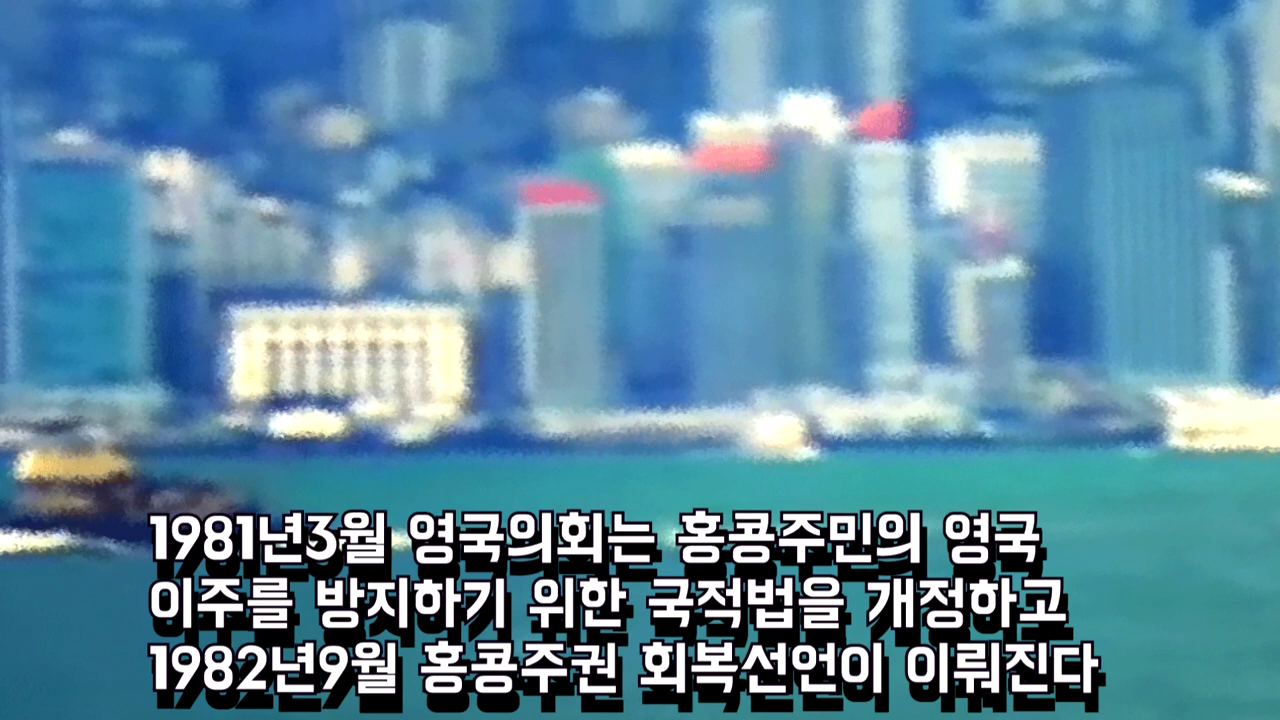 1981년3월 영국의회는 홍콩주민의 영국
이주를 방지하기 위한 국적법을 개정하고
1982년9월 홍콩주권 회복선언이 이뤄진다